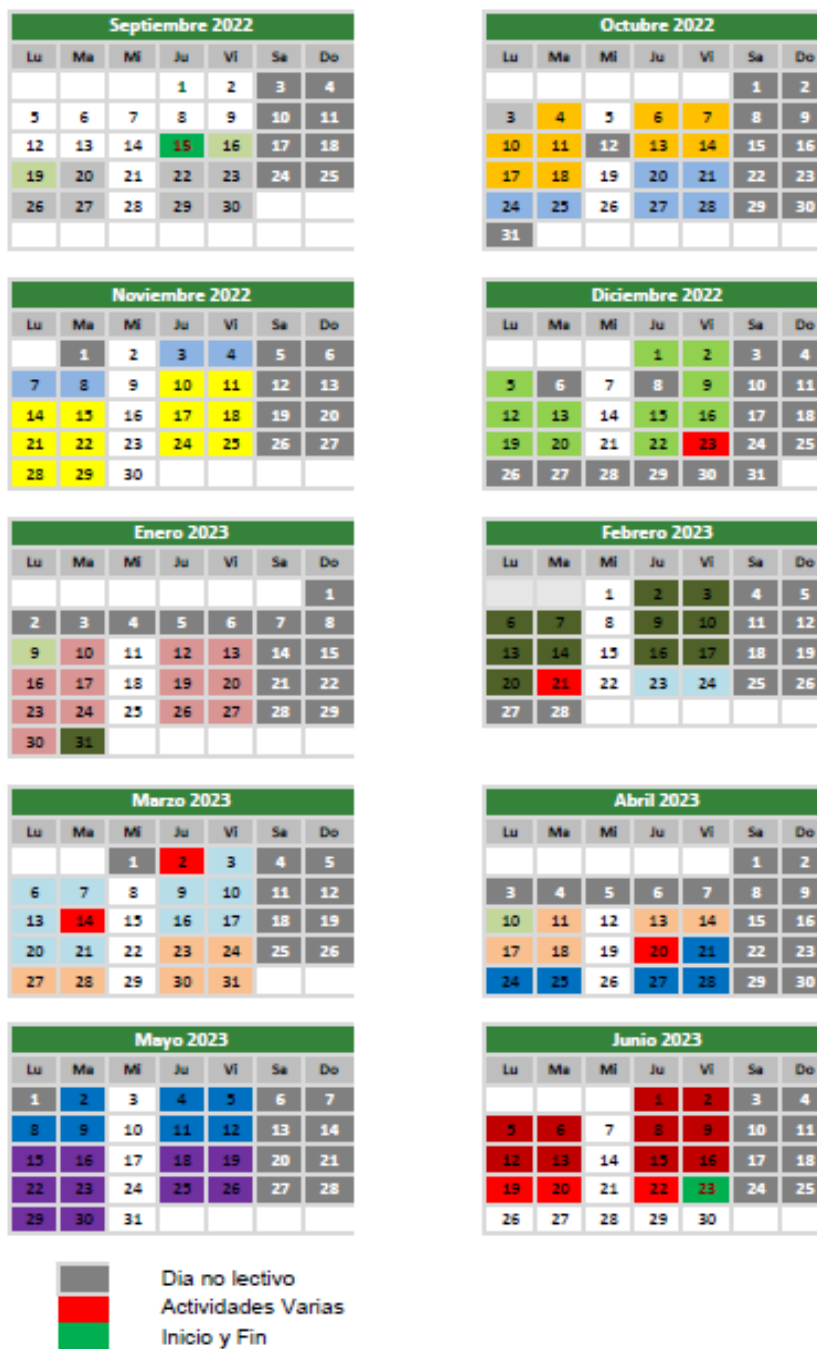 Septiembre 2022
Lu Ma Mi Ju Vi Sa Do
1 2 3 4
5 6 7 8 9 10 11
12 13 14 15 16 17 18
19 20 21 22 23 24 25
26 27 28 29 30
Octubre 2022
Lu Ma Mi Ju Vi Sa Do
1 2
3 4 5 6 7 8 9
10 11 12 13 14 15 16
17 18 19 20 21 22 23
24 25 26 27 28 29 30
31
Noviembre 2022
Lu Ma Mi Ju Vi Sa Do
1 2 3 4 5 6
7 8 9 10 11 12 13
14 15 16 17 18 19 20
21 22 23 24 25 26 27
28 29 30
Diciembre 2022
Lu Ma Mi Ju Vi Sa Do
1 2 3 4
5 6 7 8 9 10 11
12 13 14 15 16 17 18
19 20 21 22 23 24 25
26 27 28 29 30 31
Enero 2023
Lu Ma Mi Ju Vi Sa Do
1
2 3 4 5 6 7 8
9 10 11 12 13 14 15
16 17 18 19 20 21 22
23 24 25 26 27 28 29
30 31
Febrero 2023
Lu Ma Mi Ju Vi Sa Do
1 2 3 4 5
6 7 8 9 10 11 12
13 14 15 16 17 18 19
20 21 22 23 24 25 26
27 28
Marzo 2023
Lu Ma Mi Ju Vi Sa Do
1 2 3 4 5
6 7 8 9 10 11 12
13 14 15 16 17 18 19
20 21 22 23 24 25 26
27 28 29 30 31
Abril 2023
Lu Ma Mi Ju Vi Sa Do
1 2
3 4 5 6 7 8 9
10 11 12 13 14 15 16
17 18 19 20 21 22 23
24 25 26 27 28 29 30
Mayo 2023
Lu Ma Mi Ju Vi Sa Do
1 2 3 4 5 6 7
8 9 10 11 12 13 14
15 16 17 18 19 20 21
22 23 24 25 26 27 28
29 30 31
Junio 2023
Lu Ma Mi Ju Vi Sa Do
1 2 3 4
5 6 7 8 9 10 11
12 13 14 15 16 17 18
19 20 21 22 23 24 25
26 27 28 29 30
Dia no lectivo
Actividades Varias
Inicio y Fin